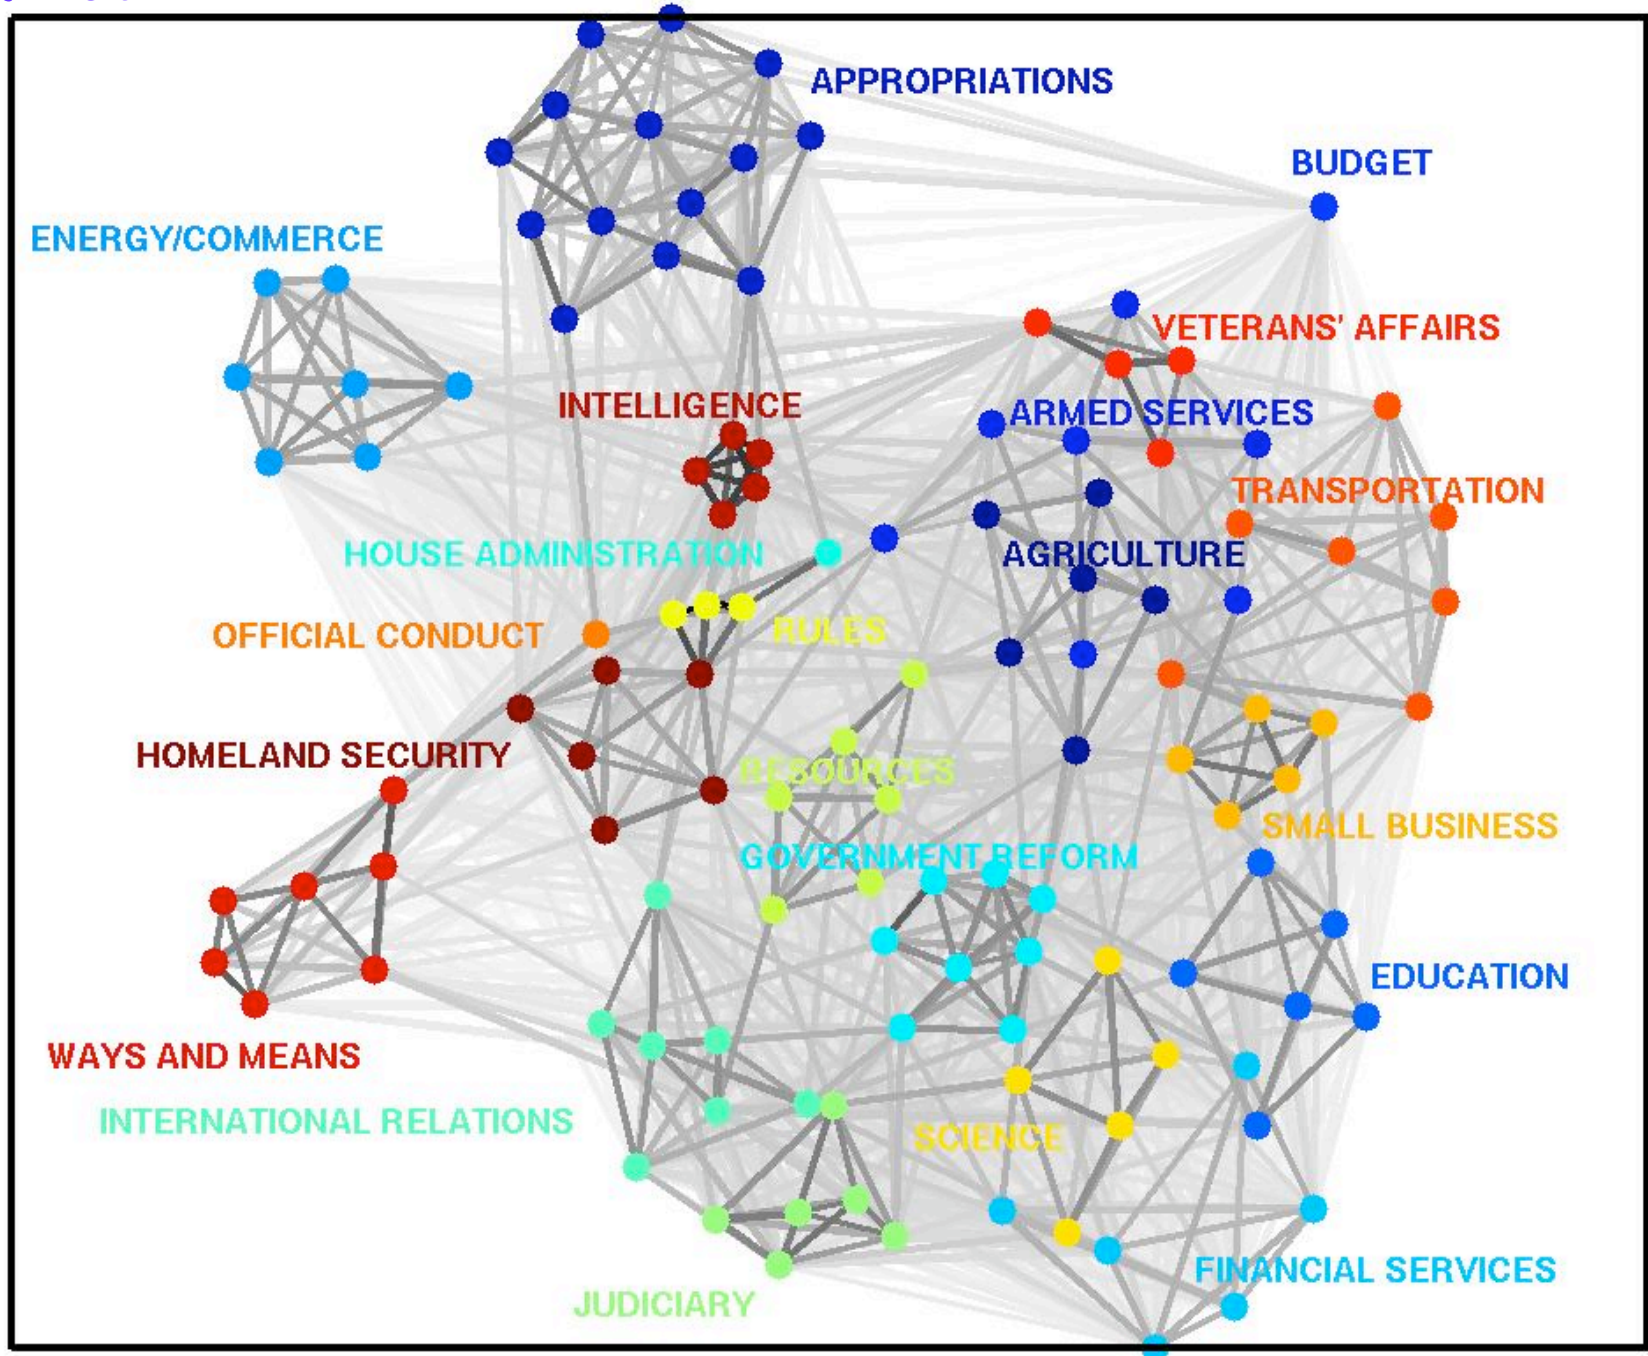 APPROPRIATIONS
BUDGET
ENERGY/COMMERCE
VETERANS' AFFAIRS
INTELLIGENCE
ARMED SERVICES
TRANSPORTATION
HOUSE ADMINISTRATION
AGRICULTURE
OFFICIAL CONDUCT
RULES
HOMELAND SECURITY
RESOURCES
SMALL BUSINESS
GOVERNMENT REFORM
EDUCATION
WAYS AND MEANS
INTERNATIONAL RELATIONS
SCIENCE
FINANCIAL SERVICES
JUDICIARY